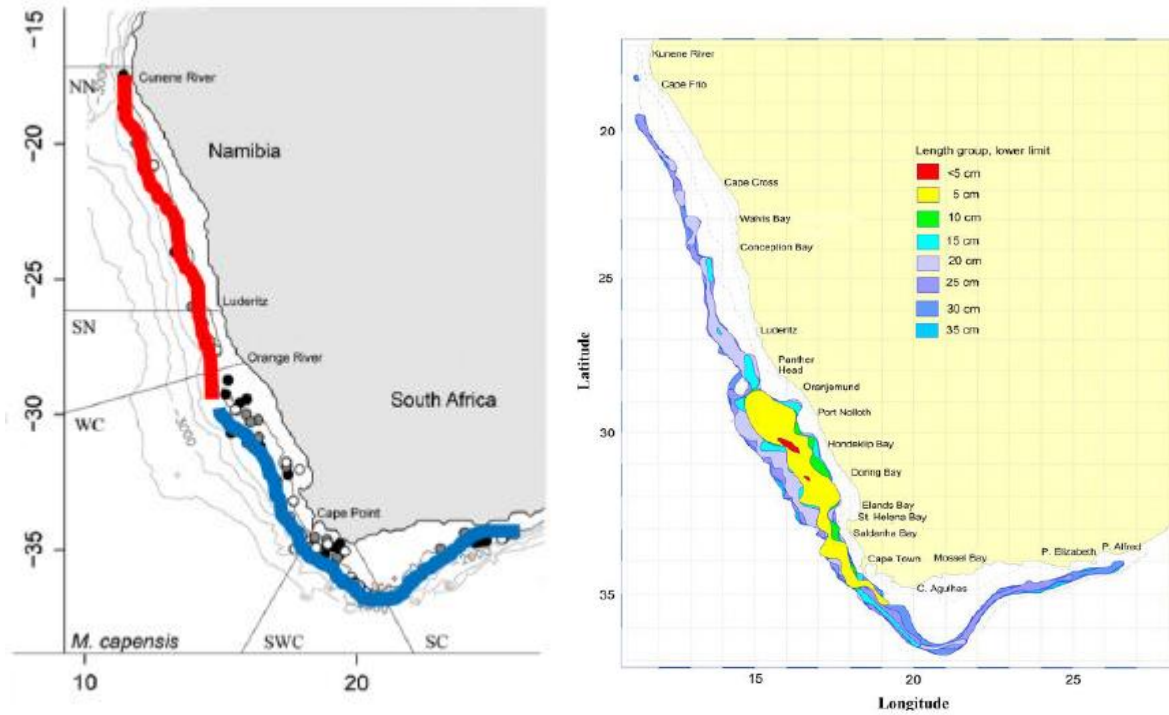 -15
-20
-25
-30
-35
10
20
NN
Cunene River
-3000
Namibia
Luderitz
SN
Orange River
South Africa
WC
-3000
Cape Point
M. capensis
SWC
SC
Kunene River
Cape Frio
20
Length group, lower limit
<5 cm
5 cm
10 cm
15 cm
20 cm
25 cm
30 cm
35 cm
Cape Cross
Walvis Bay
Conception Bay
25
Luderitz
Panther
Head
Oranjemund
Port Nolloth
Latitude
30
Hondeklip Bay
Doring Bay
Elands Bay
St. Helena Bay
Saldanha Bay
Cape Town
Mossel Bay
P. Elizabeth
P. Alfred
C. Agulhas
35
15
20
25
Longitude